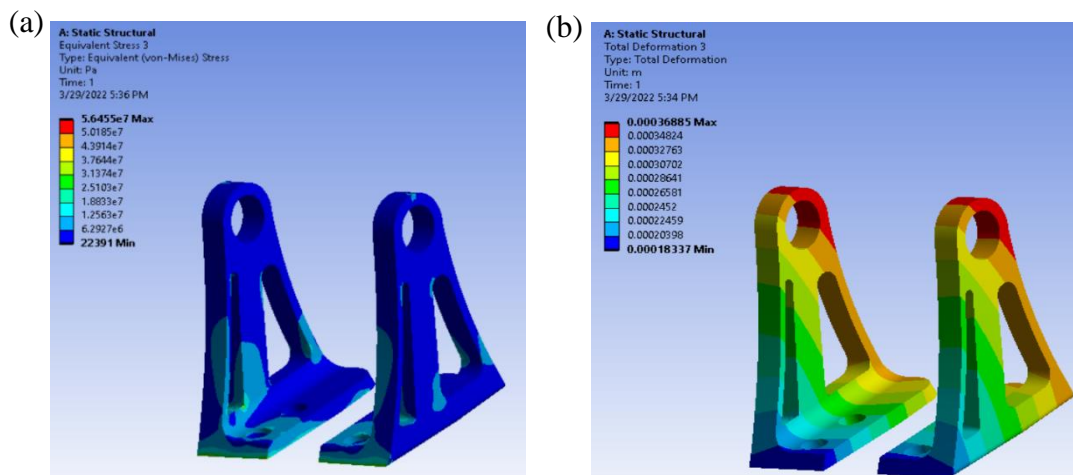 (a)
A: Static Structural
Equivalent Stress 3
Type: Equivalent (von-Mises) Stress
Unit: Pa
Time: 1
3/29/2022 5:36 PM
5.6455e7 Max
5.0185e7
4.3914e7
3.7644e7
3.1374e7
2.5103e7
1.8833e7
1.2563e7
6.2927e6
22391 Min
(b)
A: Static Structural
Total Deformation 3
Type: Total Deformation
Unit: m
Time: 1
3/29/2022 5:34 PM
0.00036885 Max
0.00034824
0.00032763
0.00030702
0.00028641
0.00026581
0.0002452
0.00022459
0.00020398
0.00018337 Min